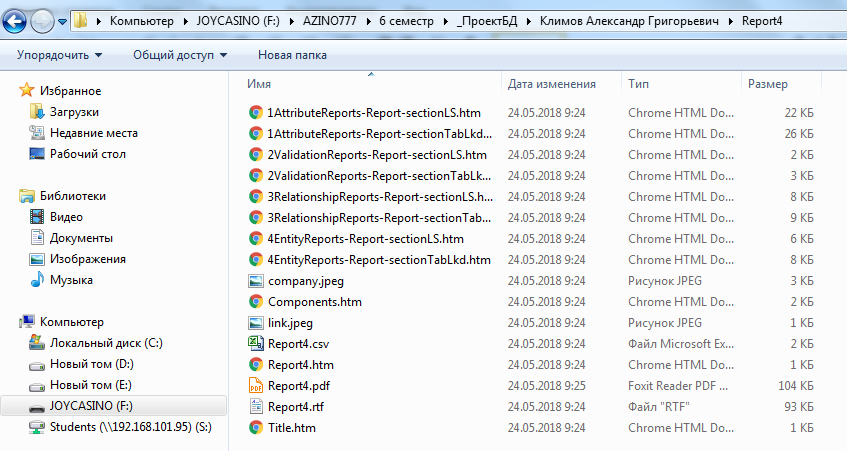 Компьютер JOYCASINO (F:) AZINO777 6 семестр _ПроектБД Климов Александр Григорьевич Report4
Упорядочить Общий доступ Новая папка
Избранное
Загрузки
Недавние места
Рабочий стол
Библиотеки
Видео
Документы
Изображения
Музыка
Компьютер
Локальный диск (C:)
Новый том (D:)
Новый том (E:)
JOYCASINO (F:)
Students (\\192.168.101.95) (S:)
Имя Дата изменения Тип Размер
1AttributeReports-Report-sectionLS.htm 24.05.2018 9:24 Chrome HTML Do... 22 КБ
1AttributeReports-Report-sectionTabLkd... 24.05.2018 9:24 Chrome HTML Do... 26 КБ
2ValidationReports-Report-sectionLS.htm 24.05.2018 9:24 Chrome HTML Do... 2 КБ
2ValidationReports-Report-sectionTabLk... 24.05.2018 9:24 Chrome HTML Do... 3 КБ
3RelationshipReports-Report-sectionLS.h... 24.05.2018 9:24 Chrome HTML Do... 8 КБ
3RelationshipReports-Report-sectionTab... 24.05.2018 9:24 Chrome HTML Do... 9 КБ
4EntityReports-Report-sectionLS.htm 24.05.2018 9:24 Chrome HTML Do... 6 КБ
4EntityReports-Report-sectionTabLkd.htm 24.05.2018 9:24 Chrome HTML Do... 8 КБ
company.jpeg 24.05.2018 9:24 Рисунок JPEG 3 КБ
Components.htm 24.05.2018 9:24 Chrome HTML Do... 2 КБ
link.jpeg 24.05.2018 9:24 Рисунок JPEG 1 КБ
Report4.csv 24.05.2018 9:24 Файл Microsoft Ex... 2 КБ
Report4.htm 24.05.2018 9:24 Chrome HTML Do... 1 КБ
Report4.pdf 24.05.2018 9:25 Foxit Reader PDF ... 104 КБ
Report4.rtf 24.05.2018 9:24 Файл "RTF" 93 КБ
Title.htm 24.05.2018 9:24 Chrome HTML Do... 1 КБ